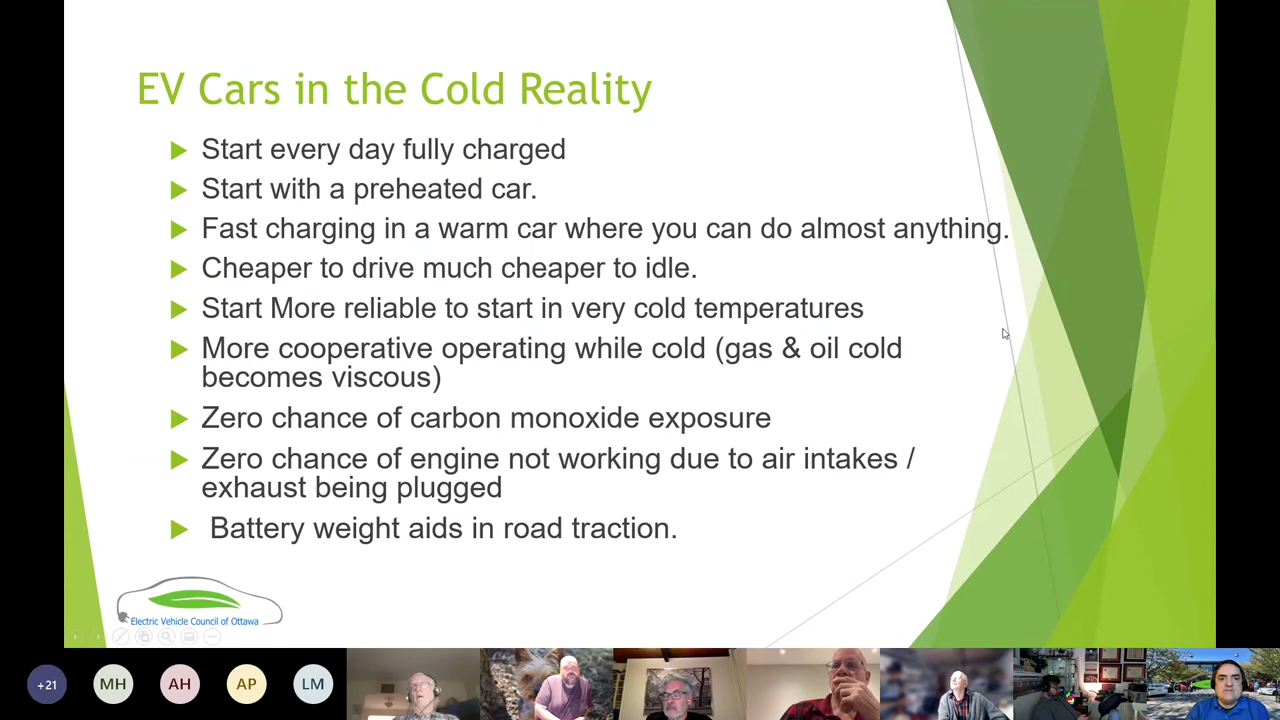 EV Cars in the Cold Reality
Start every day fully charged
Start with a preheated car.
Fast charging in a warm car where you can do almost anything.
Cheaper to drive much cheaper to idle.
Start More reliable to start in very cold temperatures
More cooperative operating while cold (gas & oil cold
becomes viscous)
Zero chance of carbon monoxide exposure
Zero chance of engine not working due to air intakes /
exhaust being plugged
Battery weight aids in road traction.
Electric Vehicle Council of Ottawa
+21 MH AH AP LM